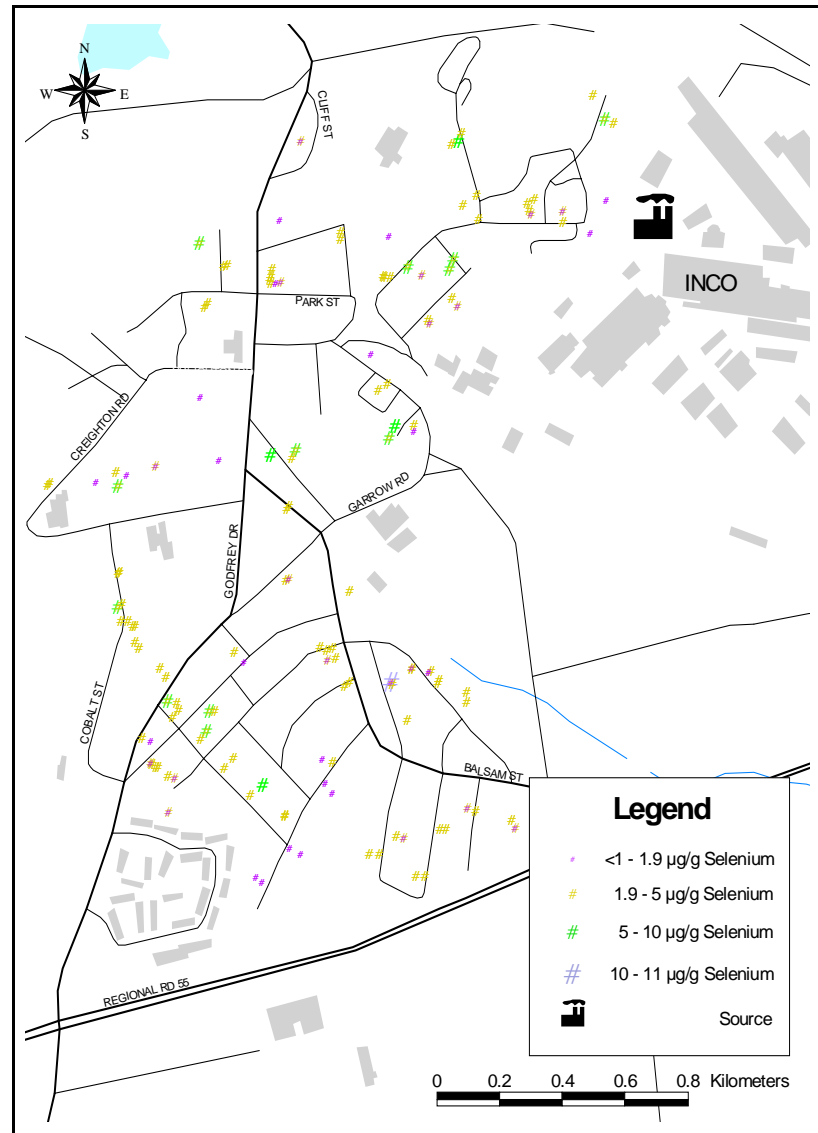 N
W E
S
CLIFF ST
INCO
PARK ST
CREIGHTON RD
GARROW RD
GODFREY DR
COBALT ST
BALSAM ST
REGIONAL RD 55
Legend
# <1 - 1.9 µg/g Selenium
# 1.9 - 5 µg/g Selenium
# 5 - 10 µg/g Selenium
# 10 - 11 µg/g Selenium
Source
0 0.2 0.4 0.6 0.8 Kilometers